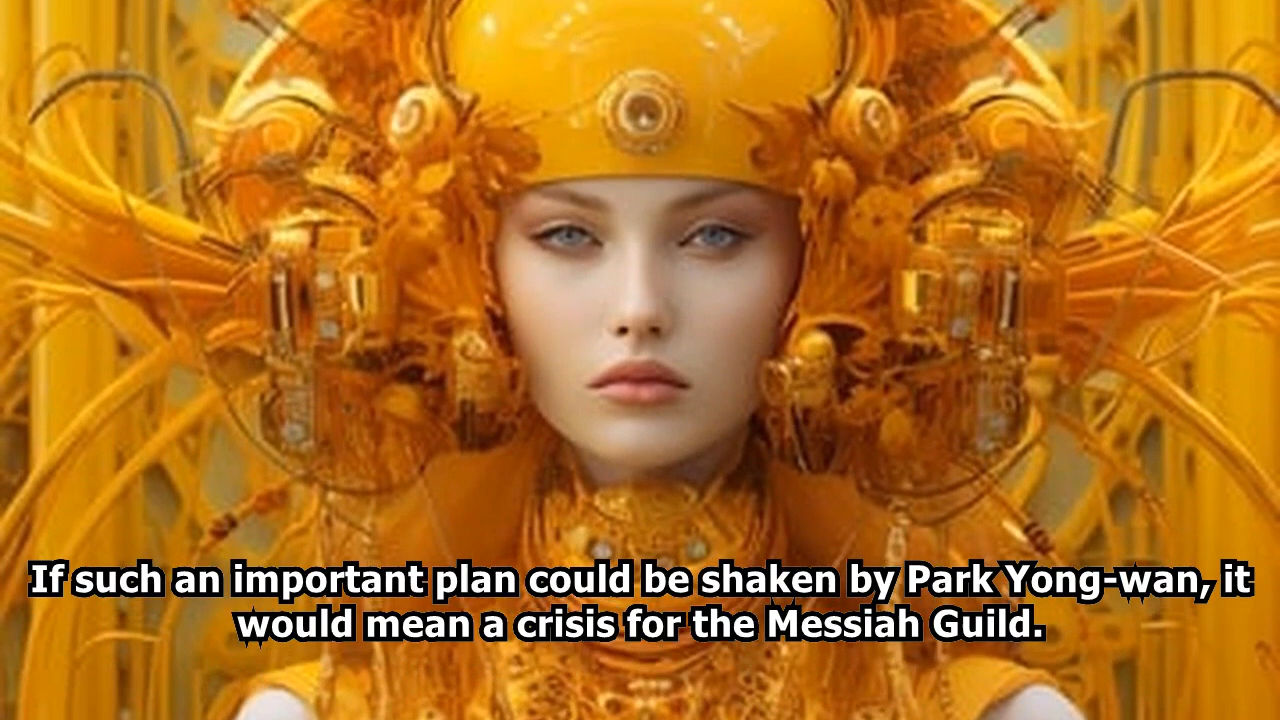 If such an important plan could be shaken by Park Yong-wan, it
would mean a crisis for the Messiah Guild.